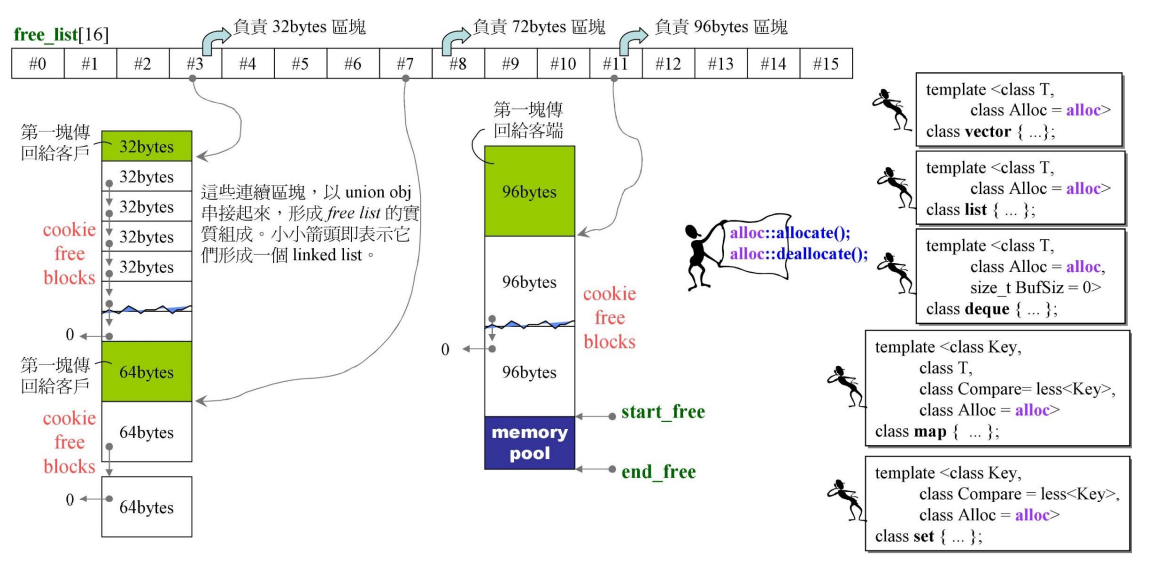 free_list[16]
負責 32bytes 區塊
負責 72bytes 區塊
負責 96bytes 區塊
#0 #1 #2 #3 #4 #5 #6 #7 #8 #9 #10 #11 #12 #13 #14 #15
第一塊傳
回給客戶
32bytes
32bytes
32bytes
32bytes
32bytes
cookie
free
blocks
0
這些連續區塊，以 union obj
串接起來，形成 free list 的實
質組成。小小箭頭即表示它
們形成一個 linked list。
第一塊傳
回給客戶
64bytes
cookie
free
blocks
64bytes
0
64bytes
第一塊傳
回給客端
96bytes
96bytes
cookie
free
blocks
0
96bytes
memory
pool
start_free
end_free
alloc::allocate();
alloc::deallocate();
template <class T,
class Alloc = alloc>
class vector { ...};
template <class T,
class Alloc = alloc>
class list { ... };
template <class T,
class Alloc = alloc,
size_t BufSiz = 0>
class deque { ... };
template <class Key,
class T,
class Compare= less<Key>,
class Alloc = alloc>
class map { ... };
template <class Key,
class Compare = less<Key>,
class Alloc = alloc>
class set { ... };